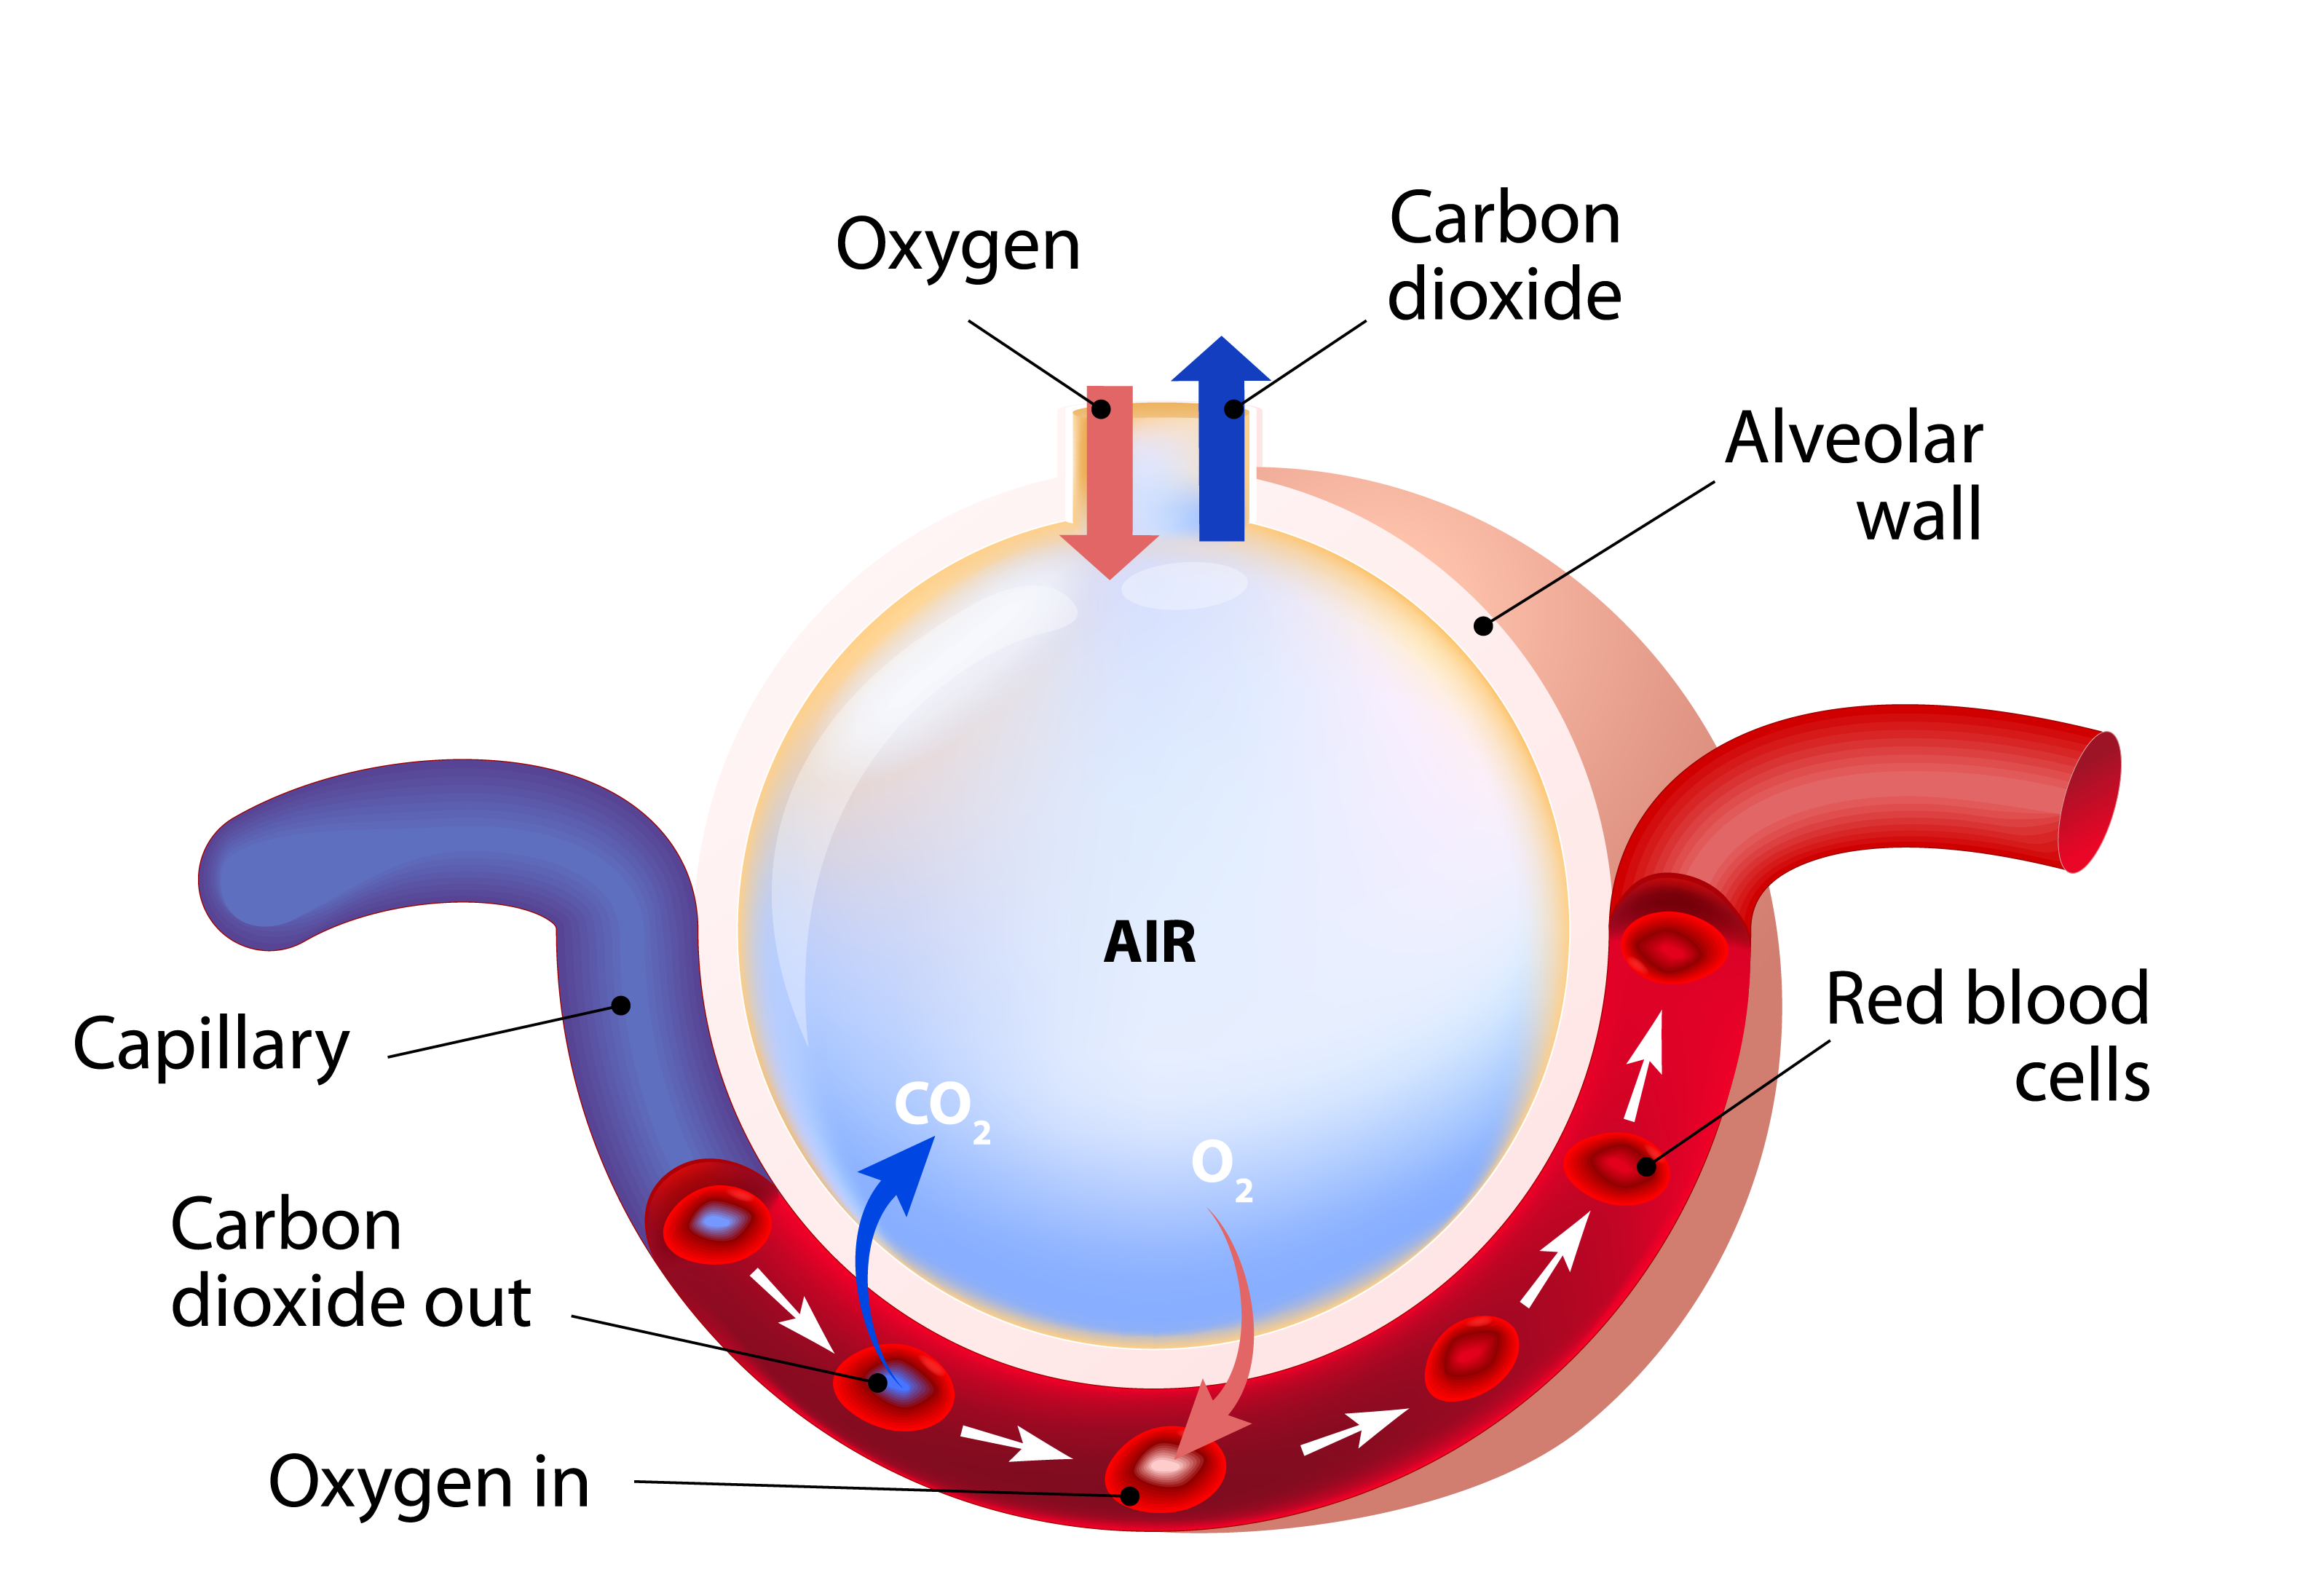 Oxygen
Carbon
dioxide
Alveolar
wall
AIR
Capillary
Red blood
cells
CO₂
O₂
Carbon
dioxide out
Oxygen in